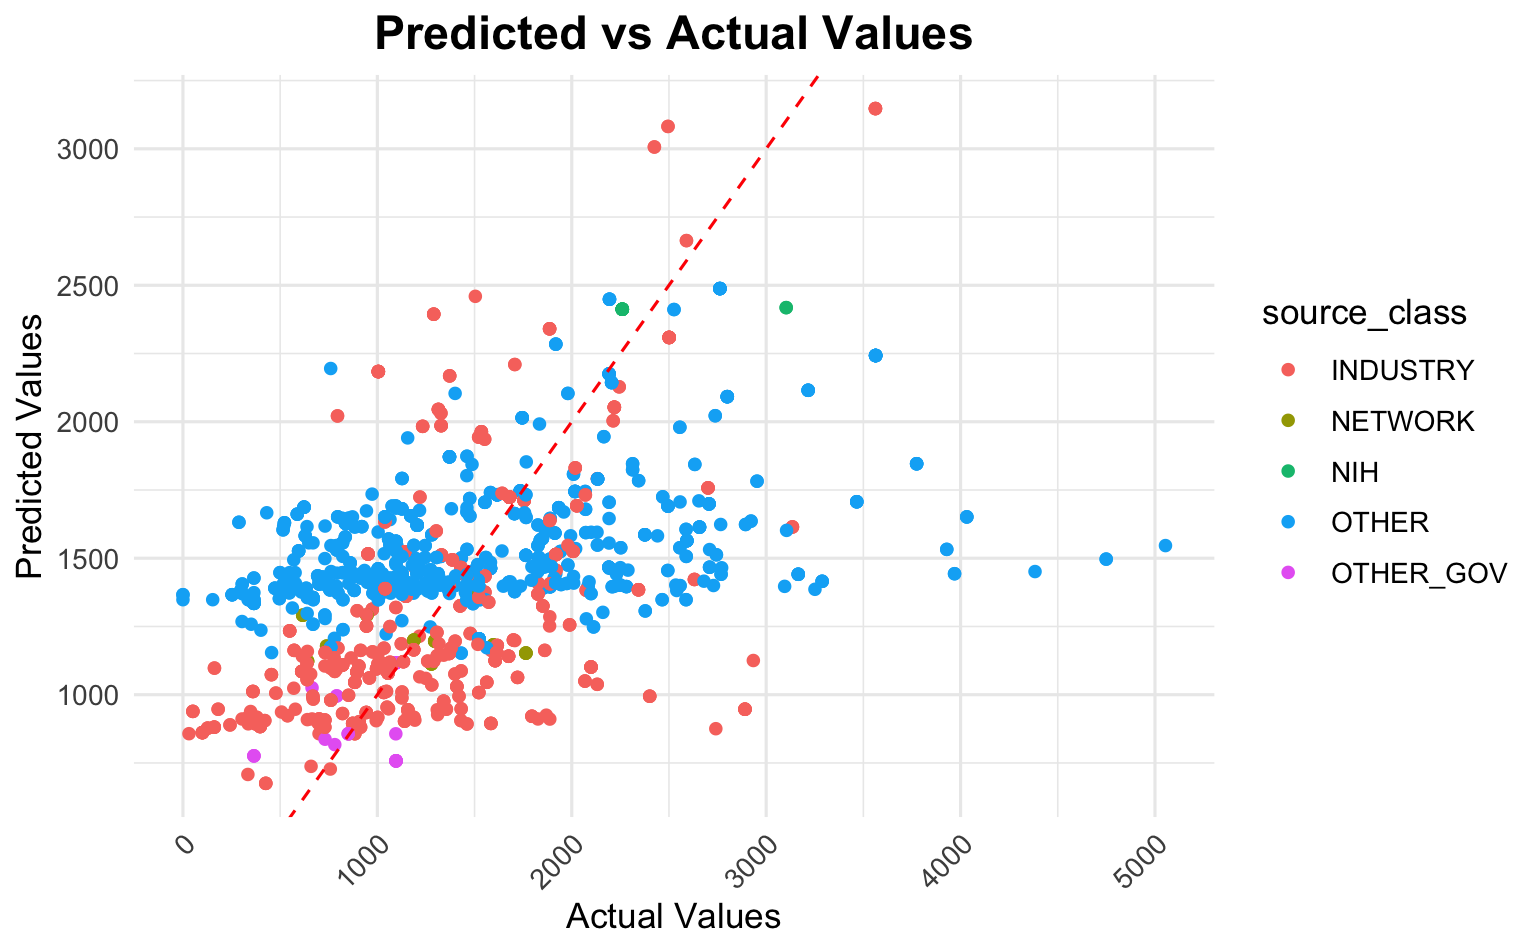 Predicted vs Actual Values
Predicted Values
3000
2500
2000
1500
1000
0
1000
2000
3000
4000
5000
Actual Values
source_class
INDUSTRY
NETWORK
NIH
OTHER
OTHER_GOV